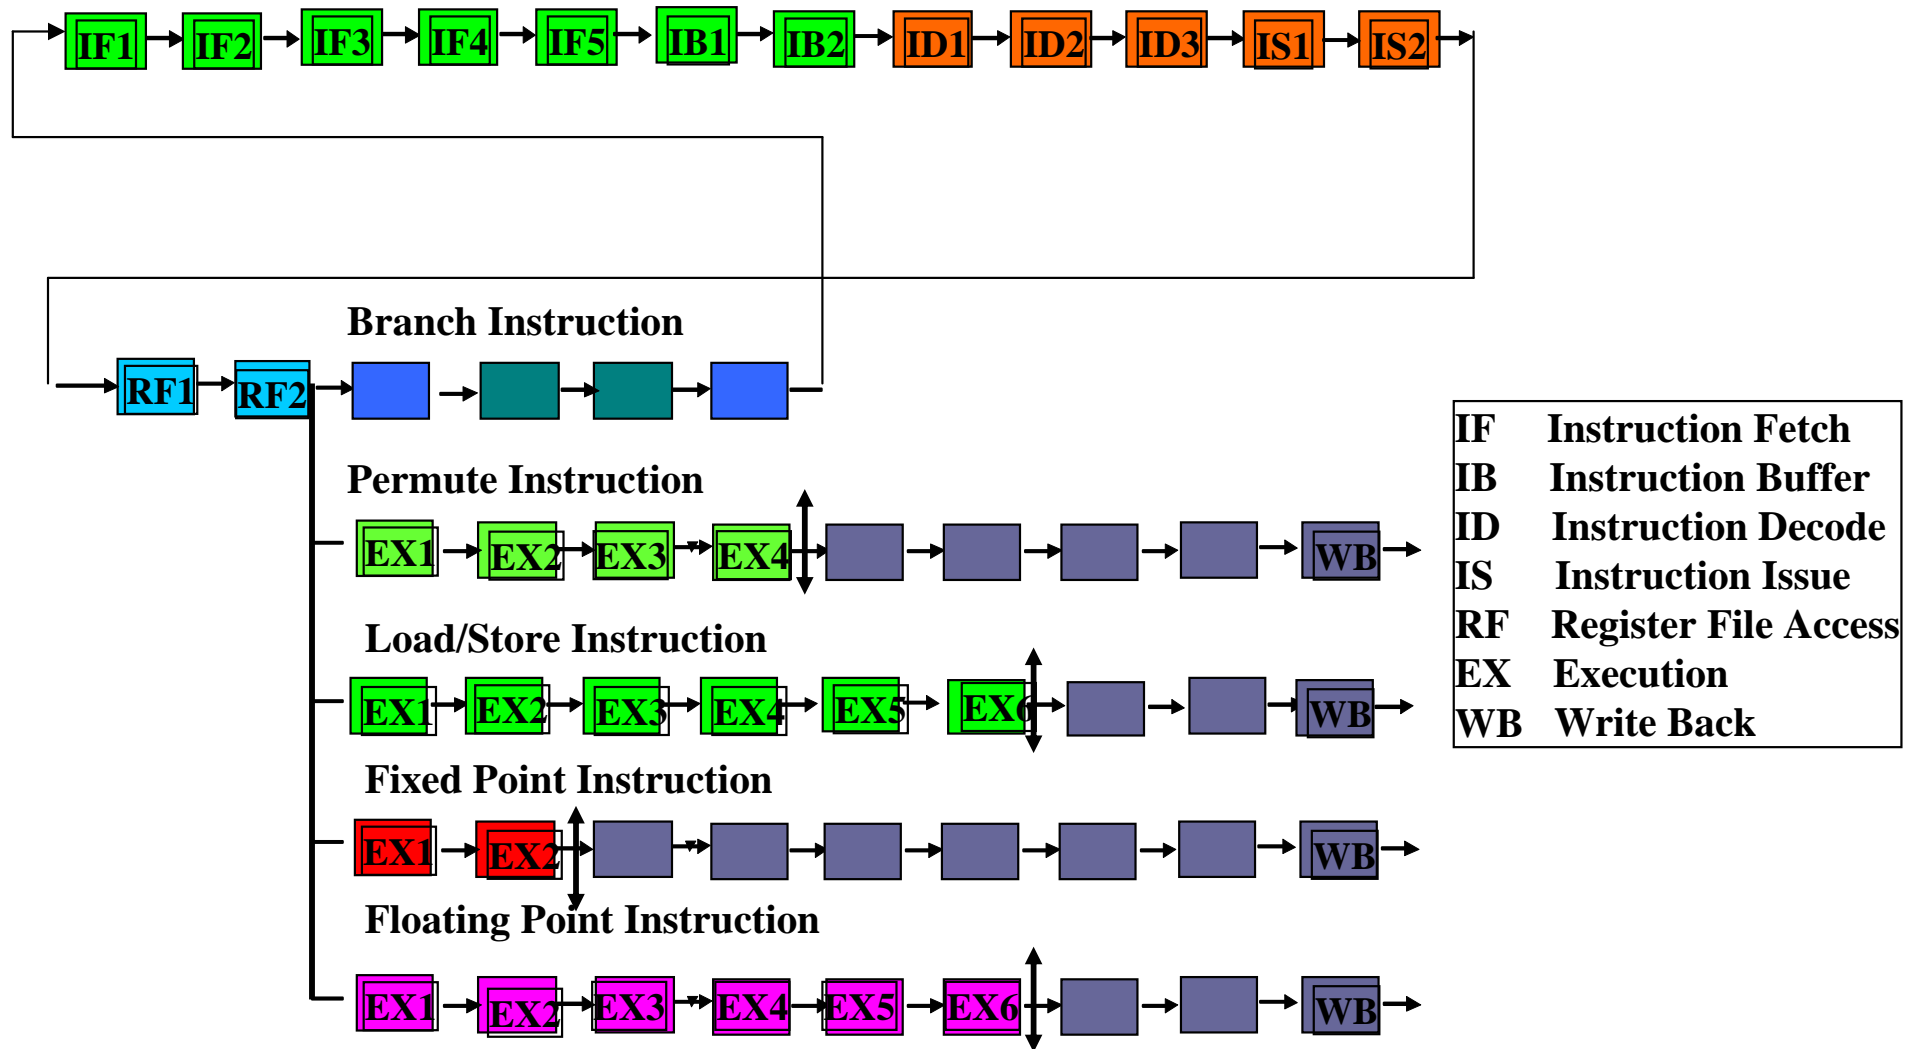 IF1 IF2 IF3 IF4 IF5 IB1 IB2 ID1 ID2 ID3 IS1 IS2
Branch Instruction
RF1 RF2
Permute Instruction
EX1 EX2 EX3 EX4 WB
Load/Store Instruction
EX1 EX2 EX3 EX4 EX5 EX6 WB
Fixed Point Instruction
EX1 EX2 WB
Floating Point Instruction
EX1 EX2 EX3 EX4 EX5 EX6 WB
IF Instruction Fetch
IB Instruction Buffer
ID Instruction Decode
IS Instruction Issue
RF Register File Access
EX Execution
WB Write Back